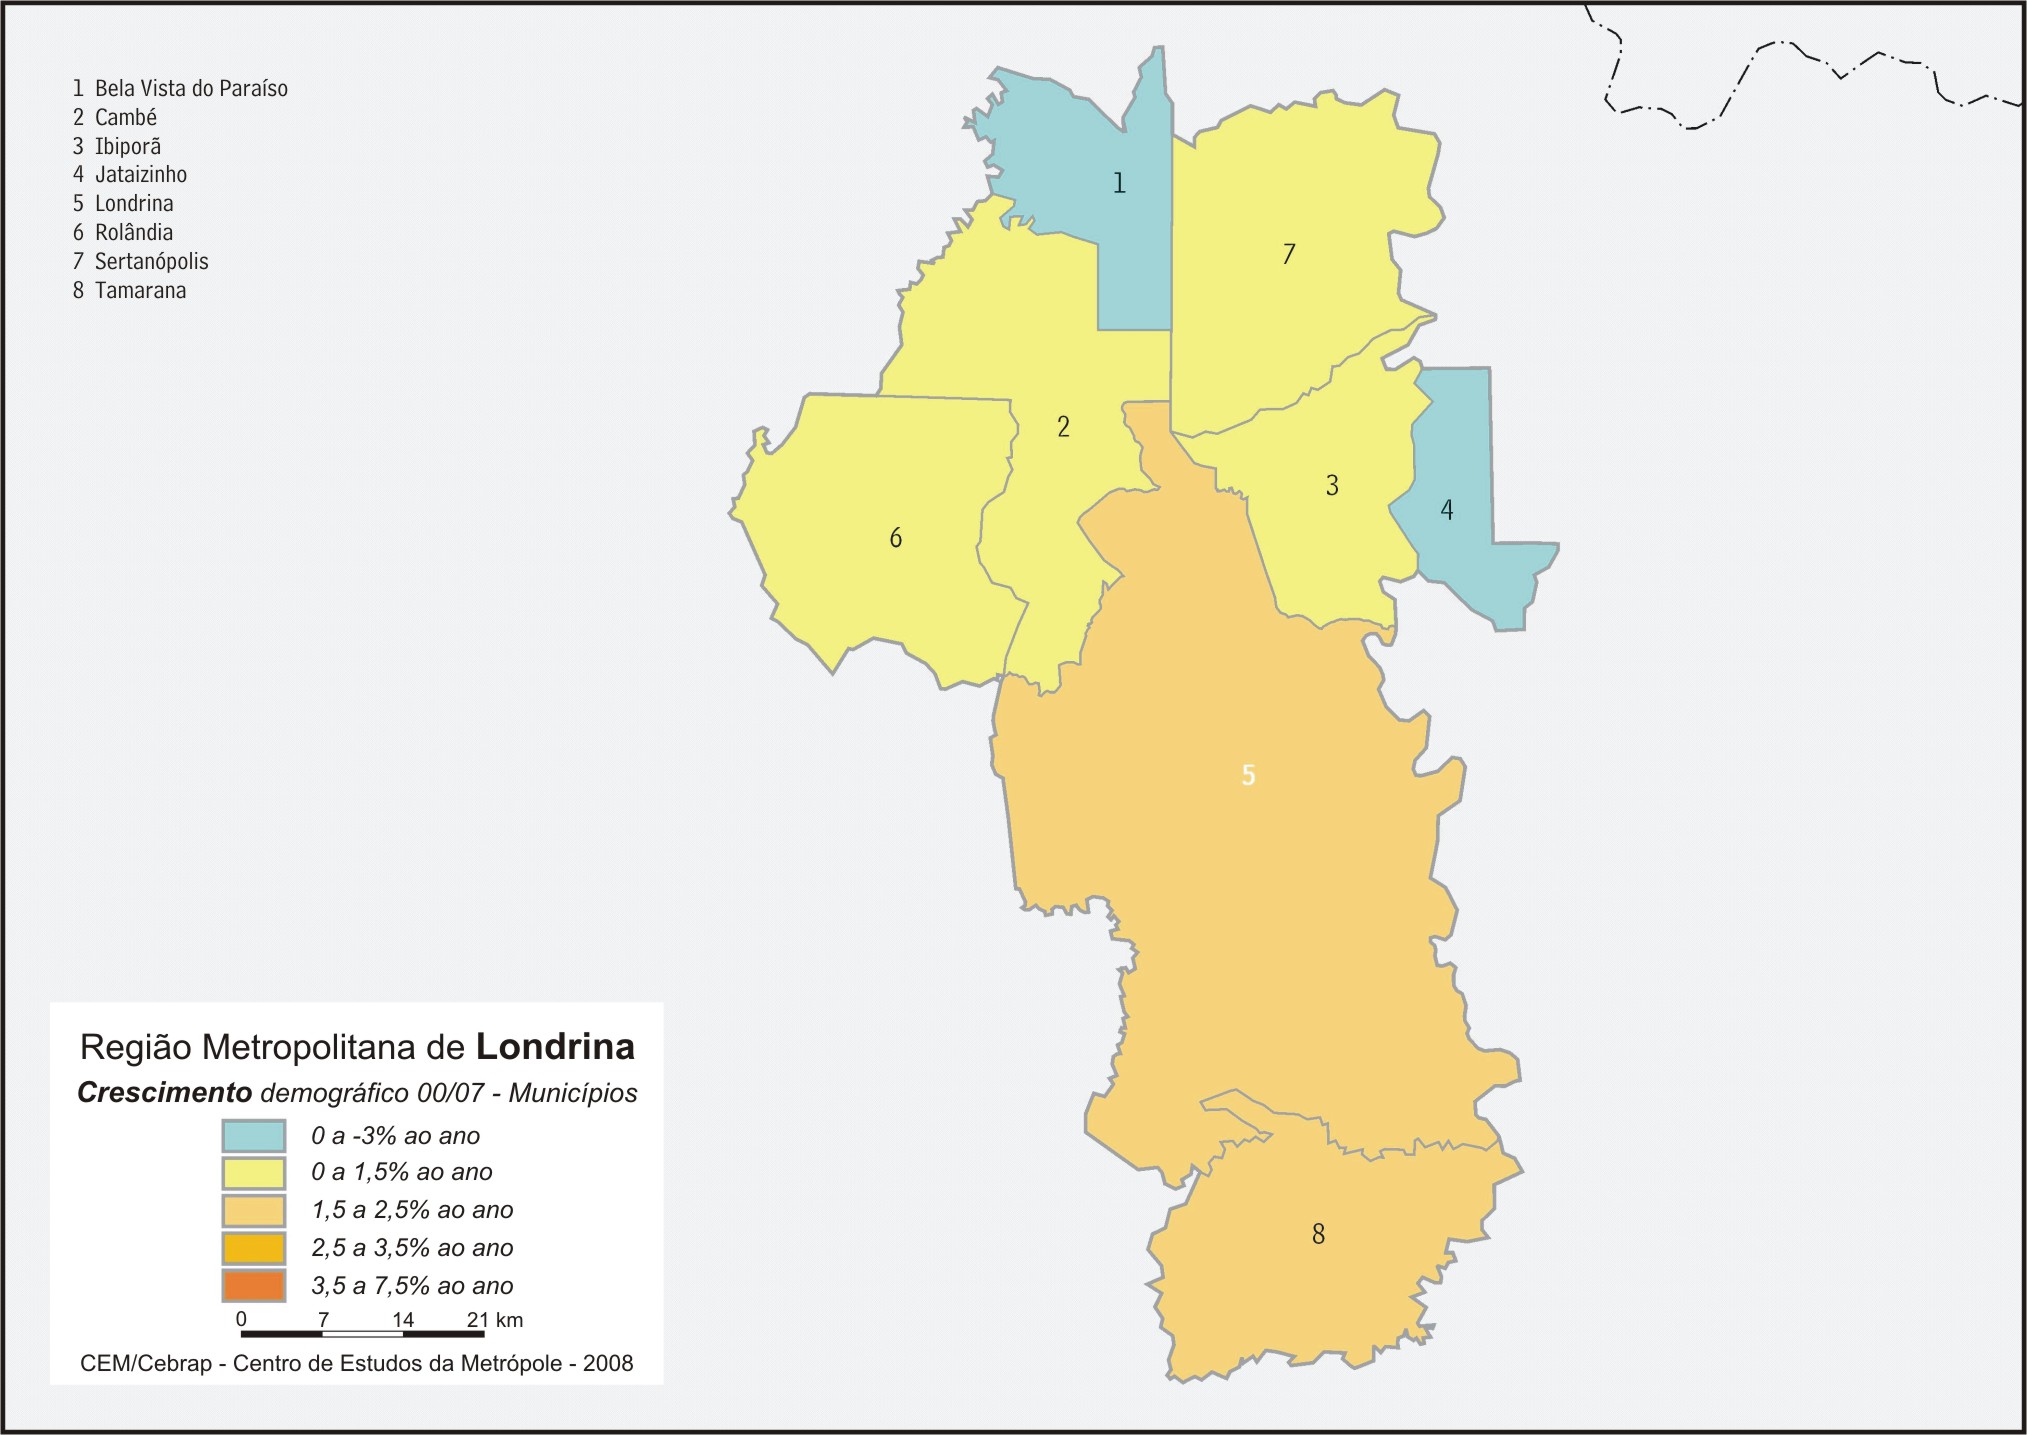 1 Bela Vista do Paraíso
2 Cambé
3 Ibiporã
4 Jataizinho
5 Londrina
6 Rolândia
7 Sertanópolis
8 Tamarana
1
7
2
3
4
6
5
8
Região Metropolitana de Londrina
Crescimento demográfico 00/07 - Municípios
0 a -3% ao ano
0 a 1,5% ao ano
1,5 a 2,5% ao ano
2,5 a 3,5% ao ano
3,5 a 7,5% ao ano
0 7 14 21 km
CEM/Cebrap - Centro de Estudos da Metrópole - 2008